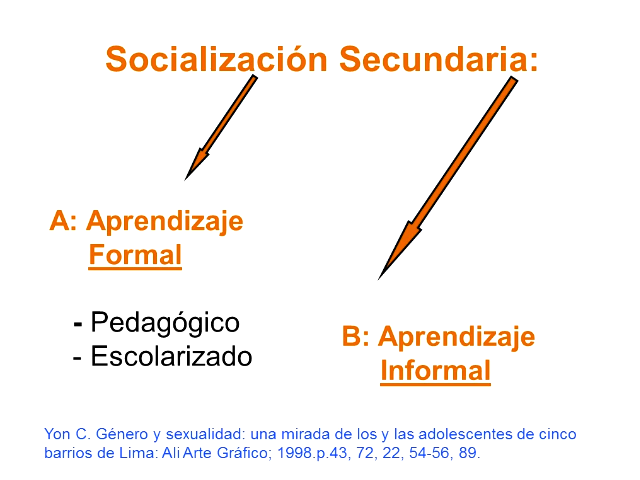 Socialización Secundaria:
A: Aprendizaje
Formal
- Pedagógico
- Escolarizado
B: Aprendizaje
Informal
Yon C. Género y sexualidad: una mirada de los y las adolescentes de cinco
barrios de Lima: Ali Arte Gráfico; 1998.p.43, 72, 22, 54-56, 89.